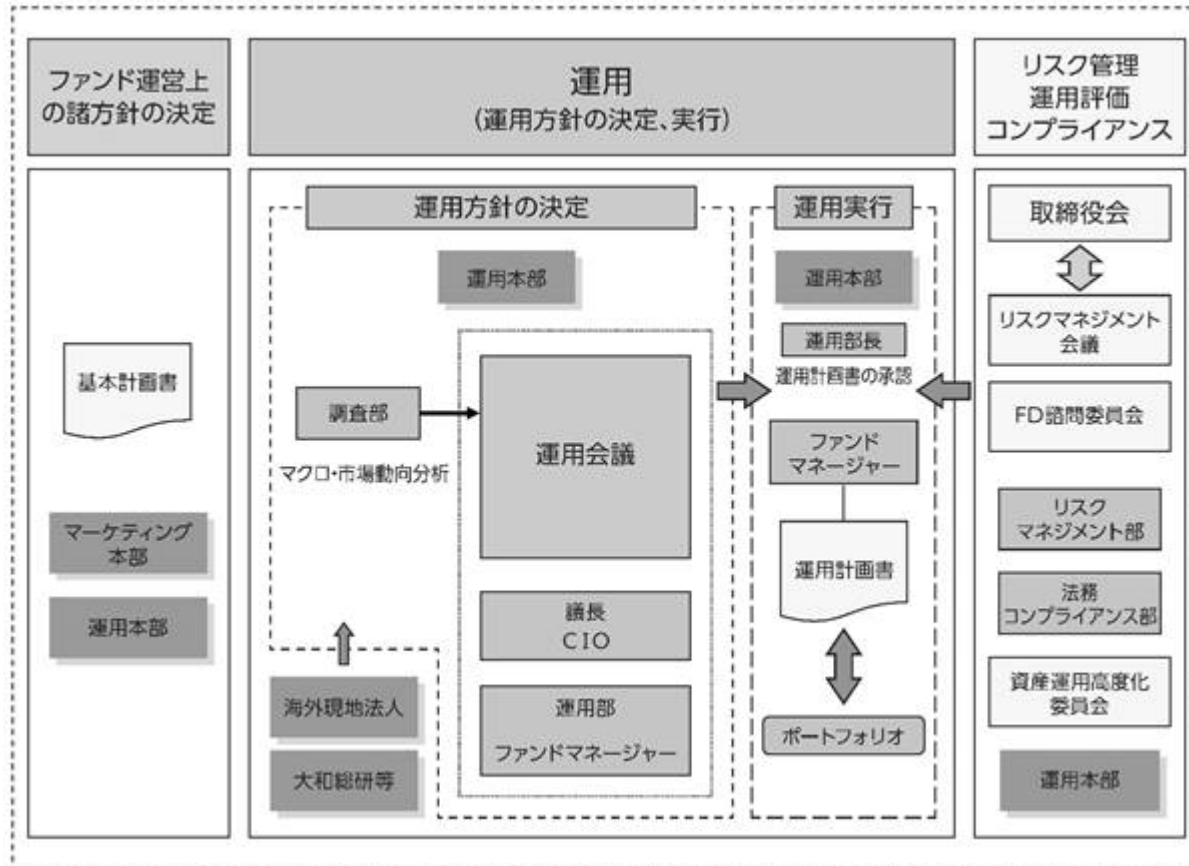 ファンド運営上
の諸方針の決定
基本計画書
マーケティング
本部
運用本部
運用
(運用方針の決定、実行)
運用方針の決定
運用本部
調査部
マクロ・市場動向分析
運用会議
議長
CIO
運用部
ファンドマネージャー
海外現地法人
大和総研等
運用実行
運用本部
運用部長
運用計画書の承認
ファンド
マネージャー
運用計画書
ポートフォリオ
リスク管理
運用評価
コンプライアンス
取締役会
リスクマネジメント
会議
FD諮問委員会
リスク
マネジメント部
法務
コンプライアンス部
資産運用高度化
委員会
運用本部